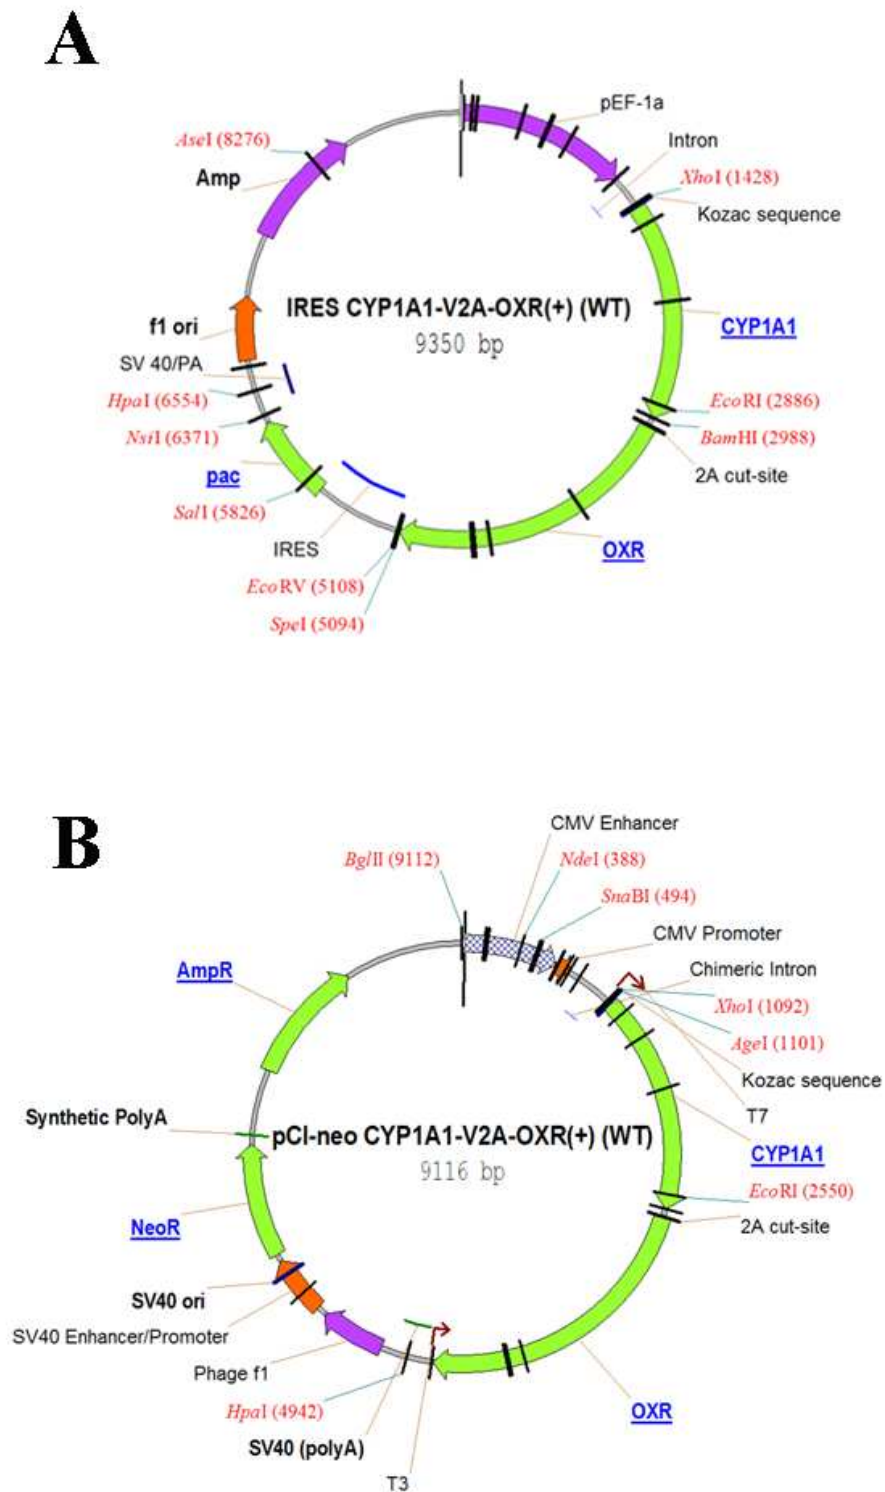 A
pEF-1a
Intron
AseI (8276)
Amp
XhoI (1428)
Kozac sequence
IRES CYP1A1-V2A-OXR(+) (WT)
9350 bp
CYP1A1
f1 ori
SV 40/PA
HpaI (6554)
NsiI (6371)
EcoRI (2886)
BamHI (2988)
2A cut-site
pac
SalI (5826)
IRES
OXR
EcoRV (5108)
SpeI (5094)
B
CMV Enhancer
BglII (9112)
NdeI (388)
SnaBI (494)
CMV Promoter
Chimeric Intron
AmpR
XhoI (1092)
AgeI (1101)
Kozac sequence
T7
Synthetic PolyA
pCI-neo CYP1A1-V2A-OXR(+) (WT)
9116 bp
CYP1A1
EcoRI (2550)
2A cut-site
NeoR
SV40 ori
SV40 Enhancer/Promoter
Phage f1
HpaI (4942)
OXR
SV40 (polyA)
T3